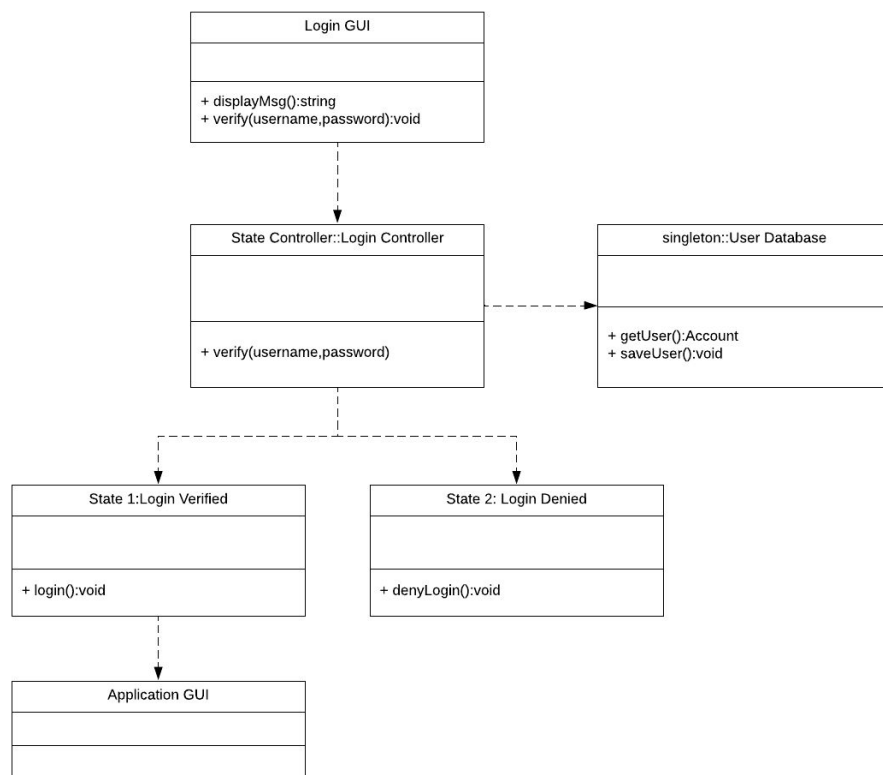 Login GUI
+ displayMsg():string
+ verify(username,password):void
State Controller::Login Controller
+ verify(username,password)
singleton::User Database
+ getUser():Account
+ saveUser():void
State 1:Login Verified
+ login():void
State 2: Login Denied
+ denyLogin():void
Application GUI